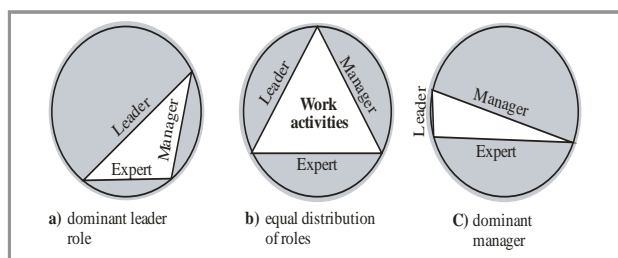 Leader
Manager
Expert
Leader
Manager
Work
activities
Expert
Leader
Manager
Expert
a) dominant leader
role
b) equal distribution
of roles
C) dominant
manager